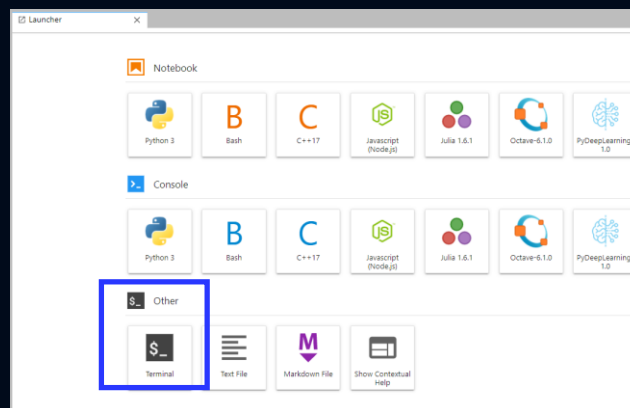 Launcher
Notebook
Python 3
B
Bash
C
C++17
JS
Javascript
(Node.js)
Julia 1.6.1
Octave-6.1.0
PyDeepLearning
1.0
>_ Console
Python 3
B
Bash
C
C++17
JS
Javascript
(Node.js)
Julia 1.6.1
Octave-6.1.0
PyDeepLearning
1.0
$_ Other
$_
Terminal
Text File
M
Markdown File
Show Contextual
Help